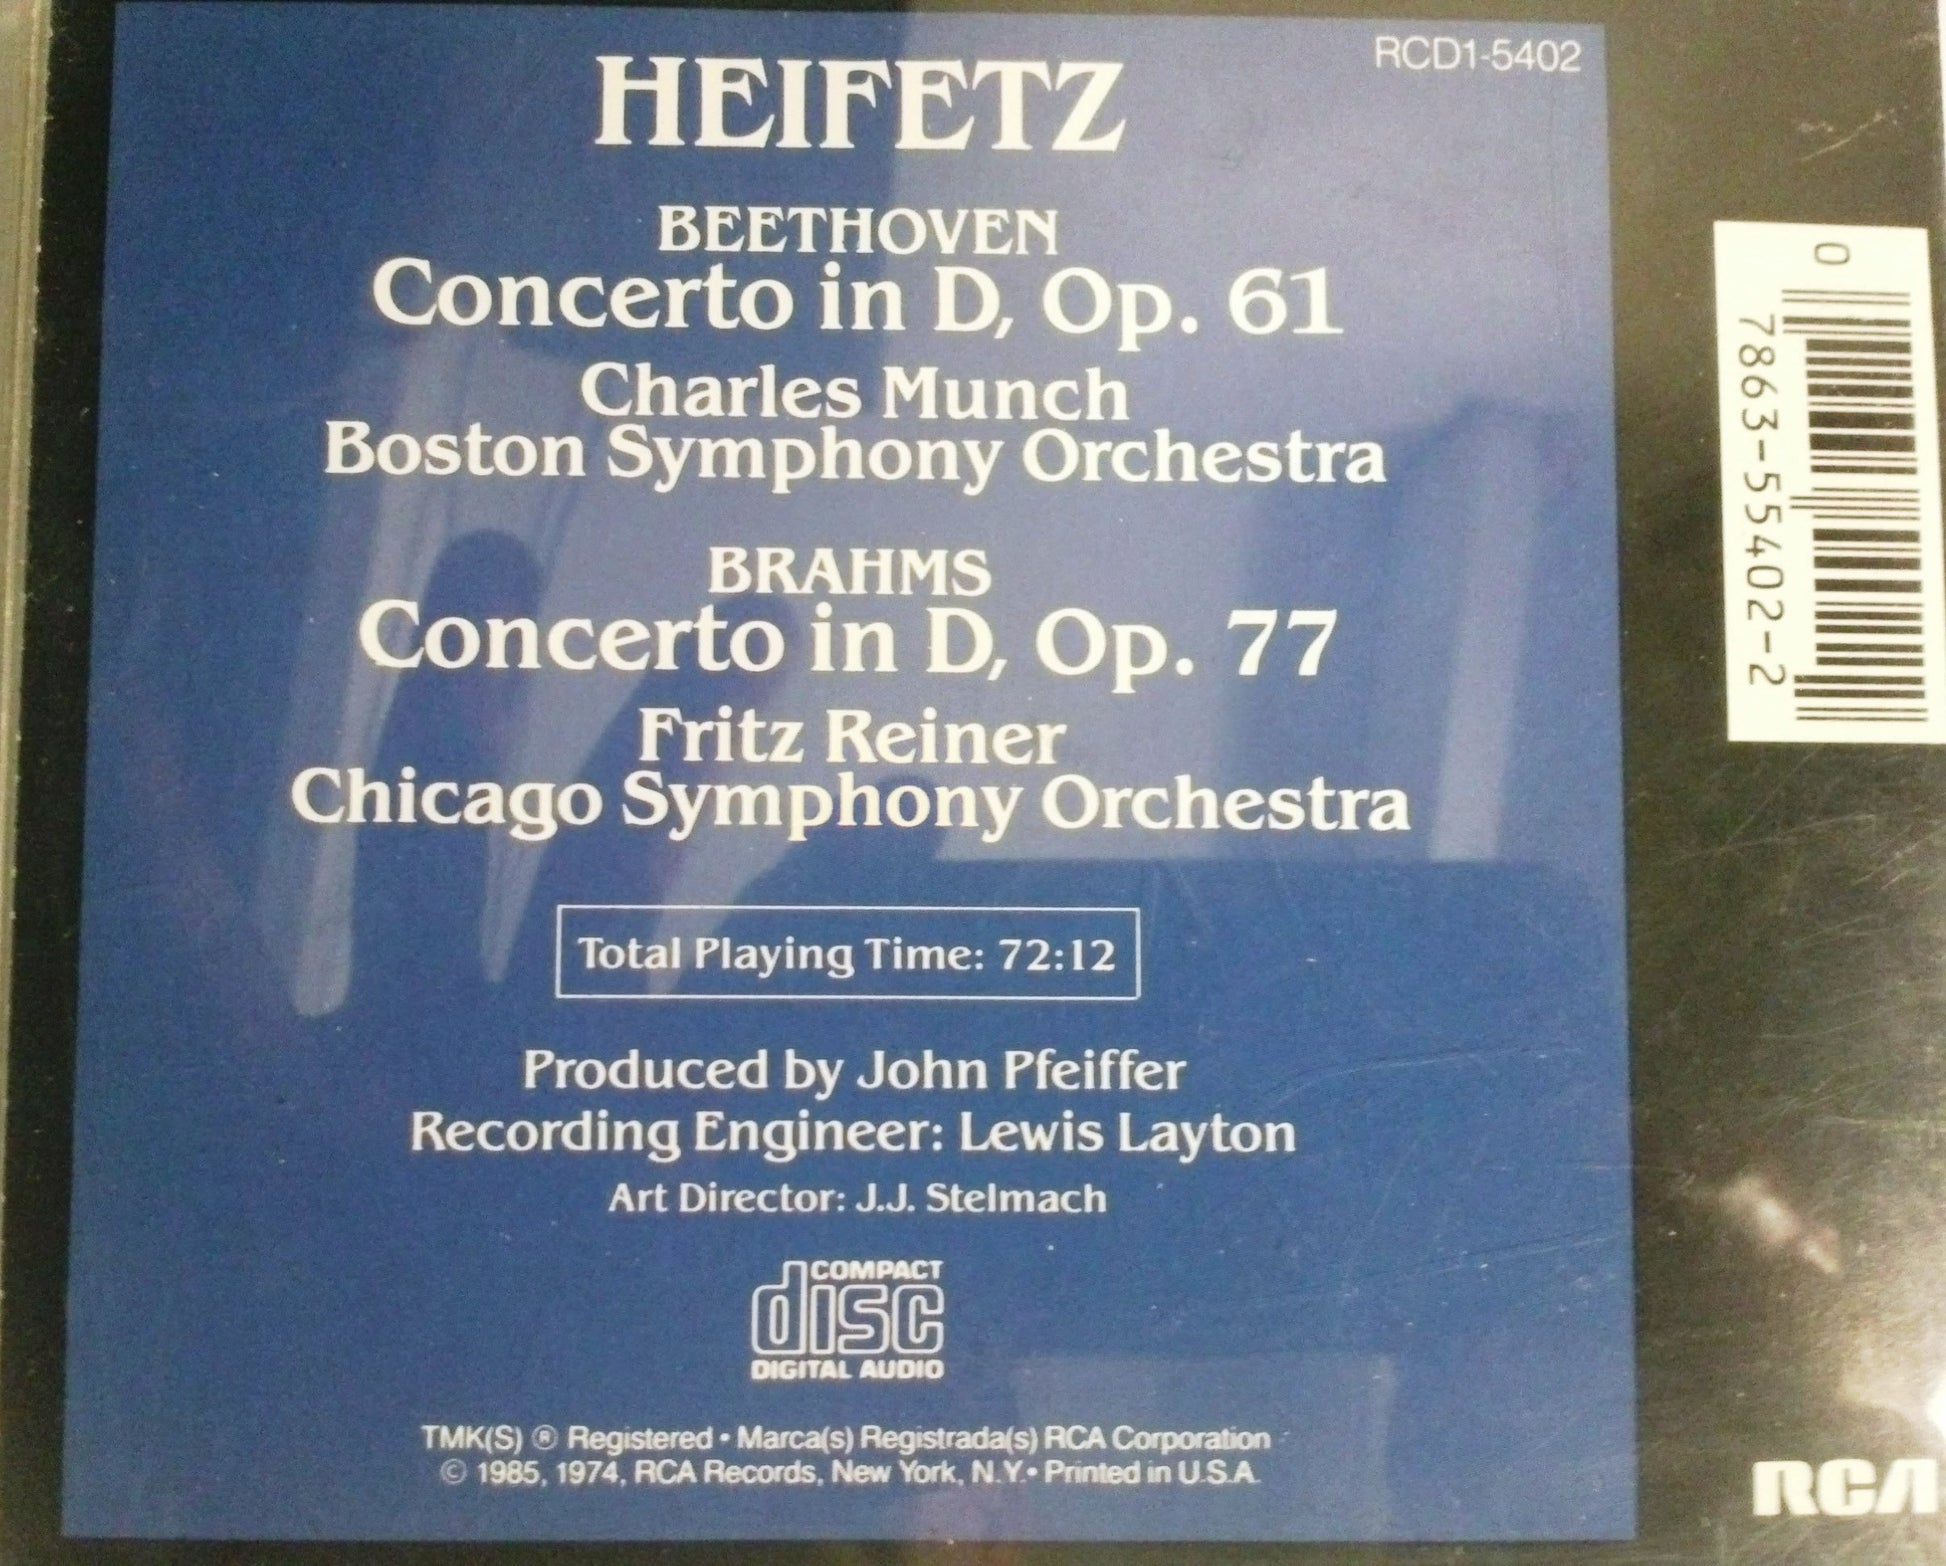 RCD1-5402
HEIFETZ
BEETHOVEN
Concerto in D, Op. 61
Charles Munch
Boston Symphony Orchestra
BRAHMS
Concerto in D, Op. 77
Fritz Reiner
Chicago Symphony Orchestra
Total Playing Time: 72:12
Produced by John Pfeiffer
Recording Engineer: Lewis Layton
Art Director: J.J. Stelmach
COMPACT
disc
DIGITAL AUDIO
TMK(S) ® Registered • Marca(s) Registrada(s) RCA Corporation
© 1985, 1974, RCA Records, New York, N.Y. • Printed in U.S.A.
0
7863-55402-2
RCA